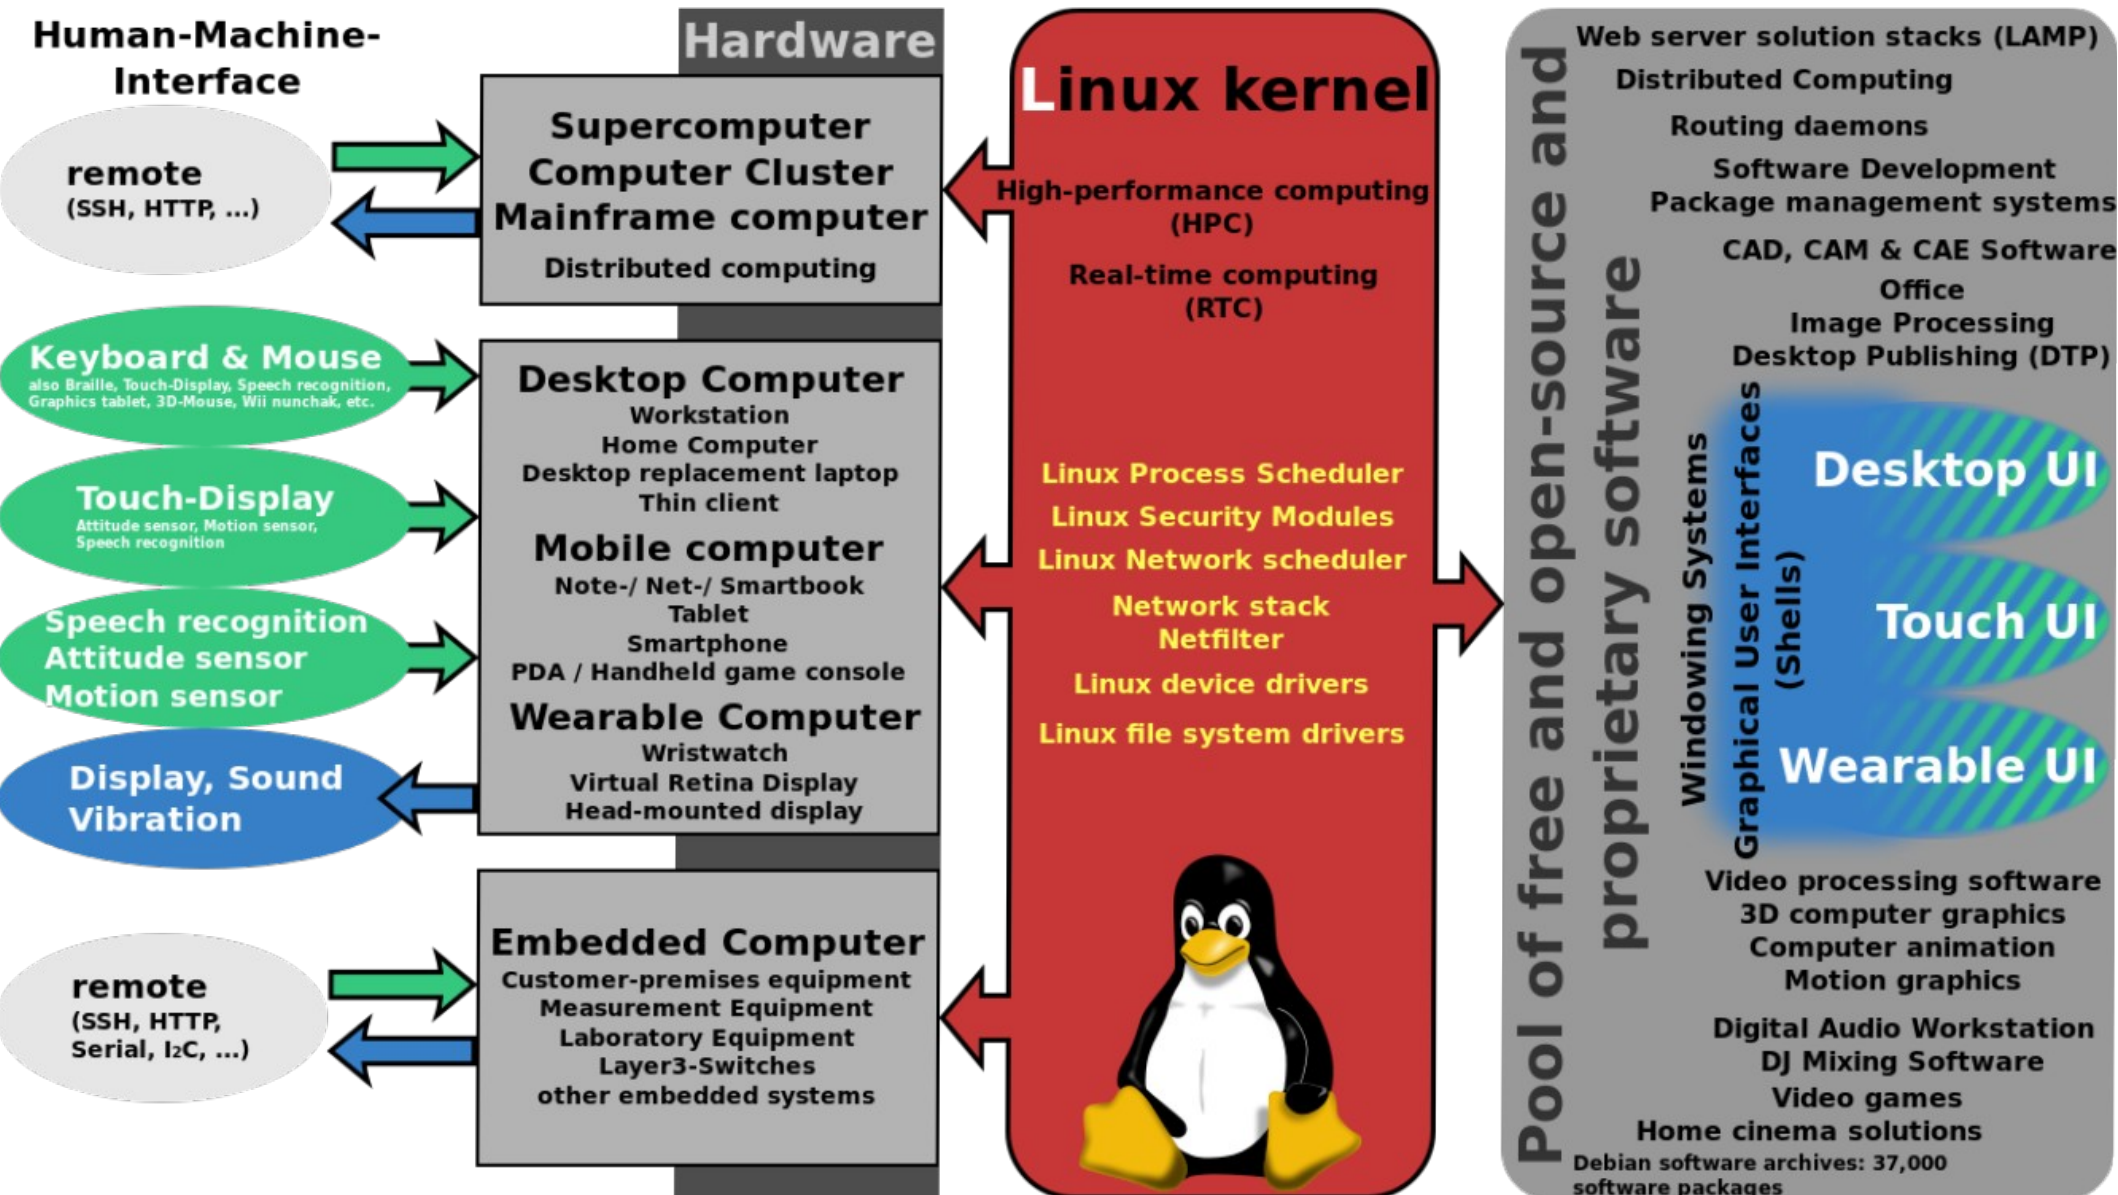 Human-Machine-
Interface
remote
(SSH, HTTP, ...)
Keyboard & Mouse
also Braille, Touch-Display, Speech recognition,
Graphics tablet, 3D-Mouse, Wii nunchak, etc.
Touch-Display
Attitude sensor, Motion sensor,
Speech recognition
Speech recognition
Attitude sensor
Motion sensor
Display, Sound
Vibration
remote
(SSH, HTTP,
Serial, I2C, ...)
Hardware
Supercomputer
Computer Cluster
Mainframe computer
Distributed computing
Desktop Computer
Workstation
Home Computer
Desktop replacement laptop
Thin client
Mobile computer
Note-/ Net-/ Smartbook
Tablet
Smartphone
PDA / Handheld game console
Wearable Computer
Wristwatch
Virtual Retina Display
Head-mounted display
Embedded Computer
Customer-premises equipment
Measurement Equipment
Laboratory Equipment
Layer3-Switches
other embedded systems
Linux kernel
High-performance computing
(HPC)
Real-time computing
(RTC)
Linux Process Scheduler
Linux Security Modules
Linux Network scheduler
Network stack
Netfilter
Linux device drivers
Linux file system drivers
Pool of free and open-source and
proprietary software
Web server solution stacks (LAMP)
Distributed Computing
Routing daemons
Software Development
Package management systems
CAD, CAM & CAE Software
Office
Image Processing
Desktop Publishing (DTP)
Windowing Systems
Graphical User Interfaces
(Shells)
Desktop UI
Touch UI
Wearable UI
Video processing software
3D computer graphics
Computer animation
Motion graphics
Digital Audio Workstation
DJ Mixing Software
Video games
Home cinema solutions
Debian software archives: 37,000
software packages